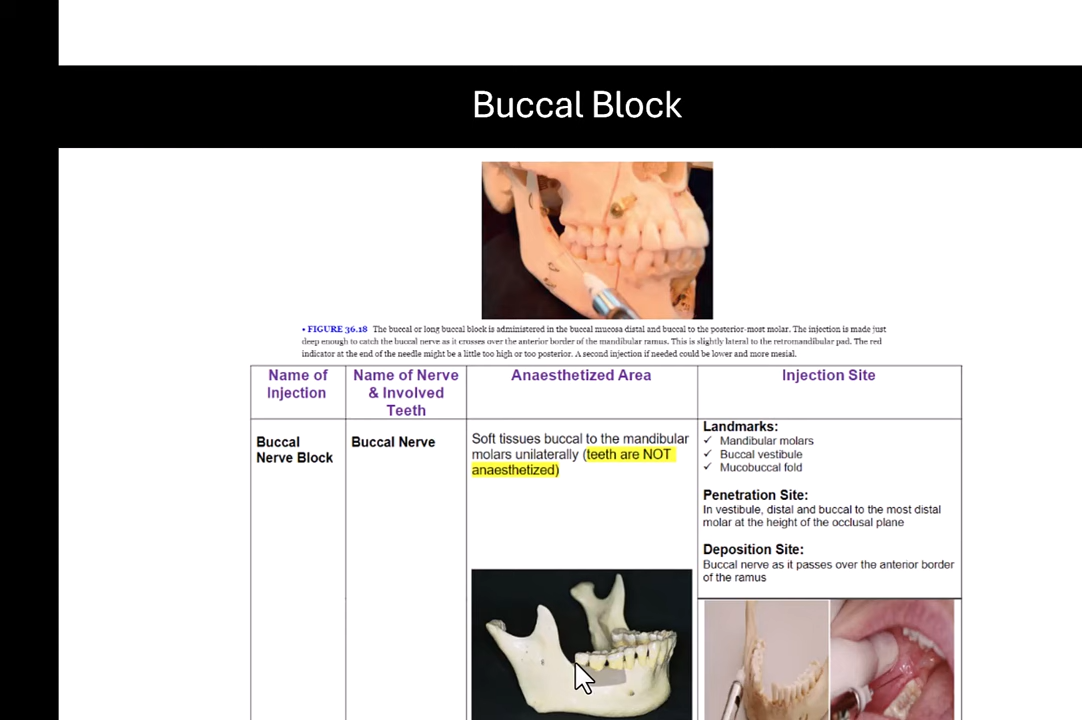 Buccal Block
• FIGURE 36.18 The buccal or long buccal block is administered in the buccal mucosa distal and buccal to the posterior-most molar. The injection is made just
deep enough to catch the buccal nerve as it crosses over the anterior border of the mandibular ramus. This is slightly lateral to the retromandibular pad. The red
indicator at the end of the needle might be a little too high or too posterior. A second injection if needed could be lower and more mesial.
Name of
Injection
Name of Nerve
& Involved
Teeth
Anaesthetized Area
Injection Site
Buccal
Nerve Block
Buccal Nerve
Soft tissues buccal to the mandibular
molars unilaterally (teeth are NOT
anaesthetized)
Landmarks:
✓ Mandibular molars
✓ Buccal vestibule
✓ Mucobuccal fold
Penetration Site:
In vestibule, distal and buccal to the most distal
molar at the height of the occlusal plane
Deposition Site:
Buccal nerve as it passes over the anterior border
of the ramus